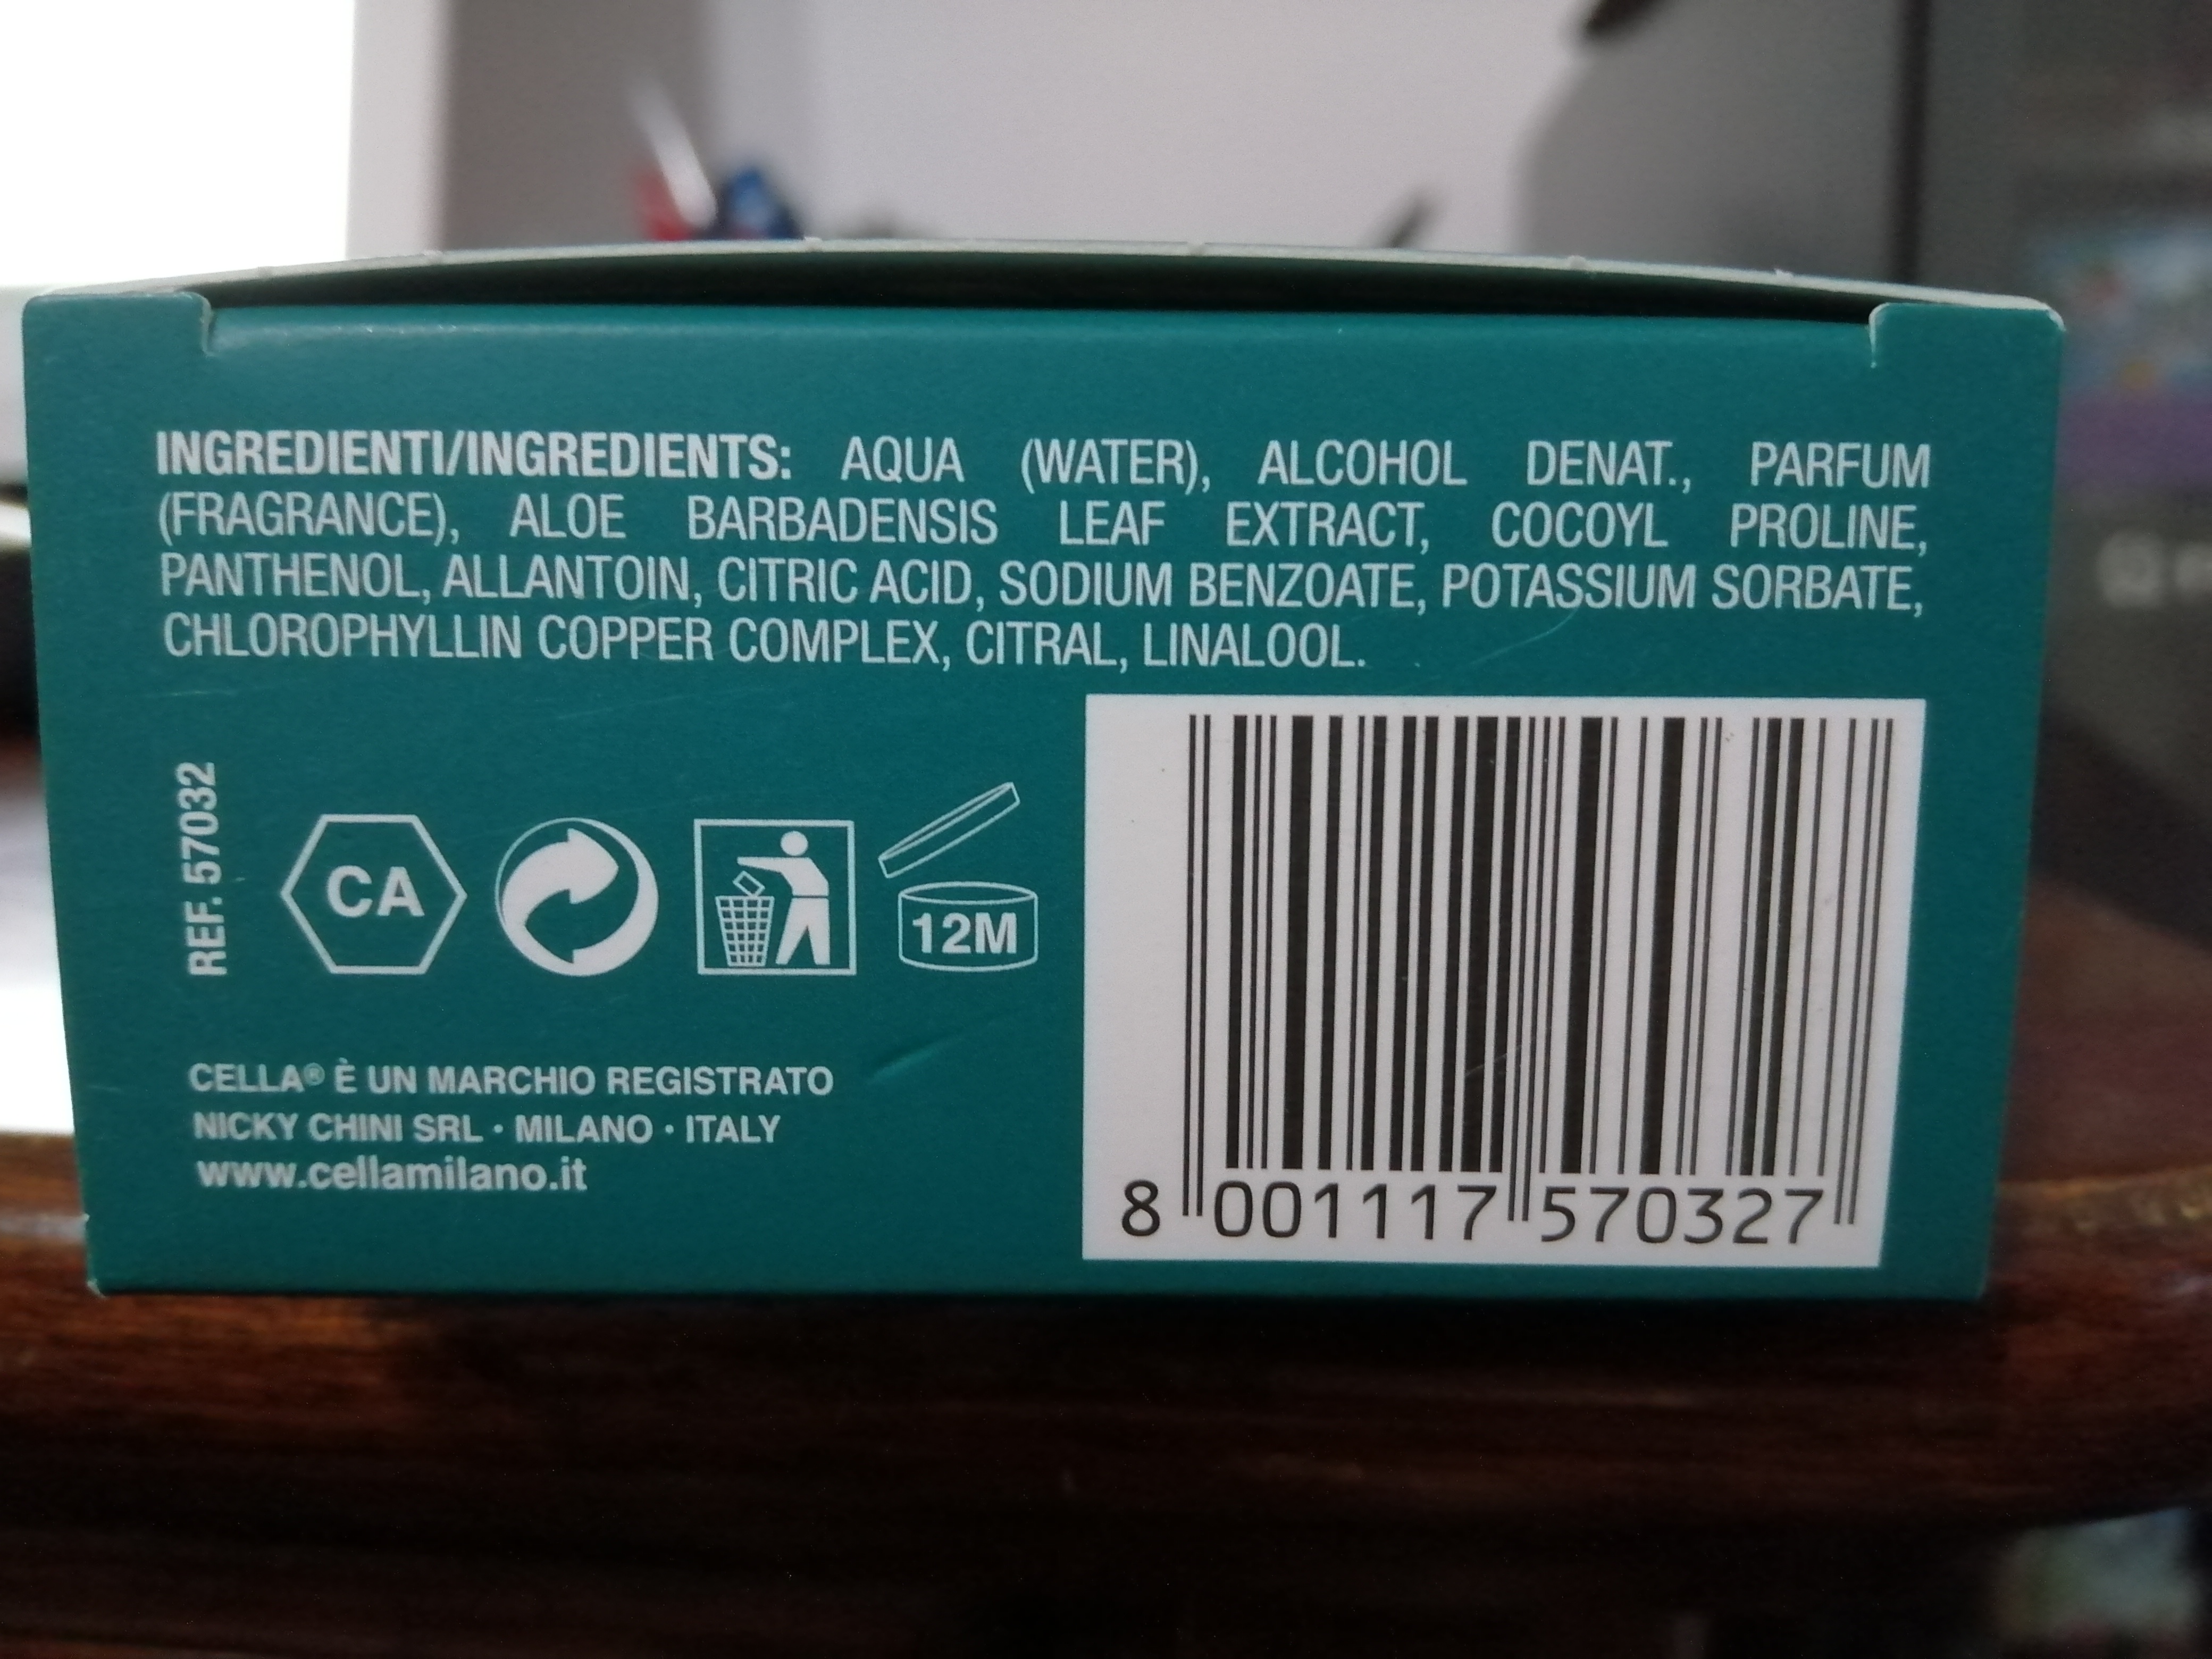 INGREDIENTI/INGREDIENTS: AQUA (WATER), ALCOHOL DENAT., PARFUM
(FRAGRANCE), ALOE BARBADENSIS LEAF EXTRACT, COCOYL PROLINE,
PANTHENOL, ALLANTOIN, CITRIC ACID, SODIUM BENZOATE, POTASSIUM SORBATE,
CHLOROPHYLLIN COPPER COMPLEX, CITRAL, LINALOOL.
REF. 57032
CA
12M
CELLA® È UN MARCHIO REGISTRATO
NICKY CHINI SRL • MILANO • ITALY
www.cellamilano.it
8 001117 570327